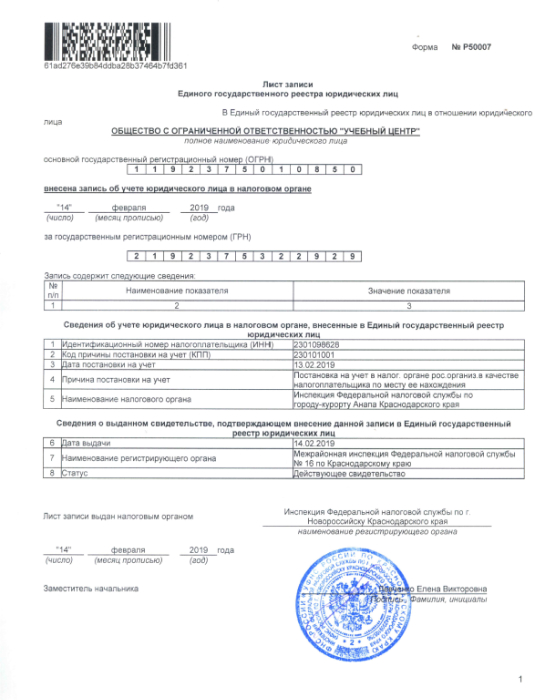 Форма № Р50007
61ad276e39b84ddba28b37464b7fd361
Лист записи
Единого государственного реестра юридических лиц
В Единый государственный реестр юридических лиц в отношении юридического
лица
ОБЩЕСТВО С ОГРАНИЧЕННОЙ ОТВЕТСТВЕННОСТЬЮ "УЧЕБНЫЙ ЦЕНТР"
полное наименование юридического лица
основной государственный регистрационный номер (ОГРН)
1 1 9 2 3 7 5 0 1 0 8 5 0
внесена запись об учете юридического лица в налоговом органе
"14" февраля 2019 года
(число) (месяц прописью) (год)
за государственным регистрационным номером (ГРН)
2 1 9 2 3 7 5 3 2 2 9 2 9
Запись содержит следующие сведения:
№ п/п Наименование показателя Значение показателя
1 2 3
Сведения об учете юридического лица в налоговом органе, внесенные в Единый государственный реестр
юридических лиц
1 Идентификационный номер налогоплательщика (ИНН) 2301098628
2 Код причины постановки на учет (КПП) 230101001
3 Дата постановки на учет 13.02.2019
4 Причина постановки на учет Постановка на учет в налог. органе рос.организ.в качестве
налогоплательщика по месту ее нахождения
5 Наименование налогового органа Инспекция Федеральной налоговой службы по
городу-курорту Анапа Краснодарского края
Сведения о выданном свидетельстве, подтверждающем внесение данной записи в Единый государственный
реестр юридических лиц
6 Дата выдачи 14.02.2019
7 Наименование регистрирующего органа Межрайонная инспекция Федеральной налоговой службы
№ 16 по Краснодарскому краю
8 Статус Действующее свидетельство
Лист записи выдан налоговым органом
Инспекция Федеральной налоговой службы по г.
Новороссийску Краснодарского края
наименование регистрирующего органа
"14" февраля 2019 года
(число) (месяц прописью) (год)
Заместитель начальника Елена Викторовна
Подпись, Фамилия, инициалы
1